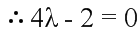 ∴ 4λ - 2 = 0